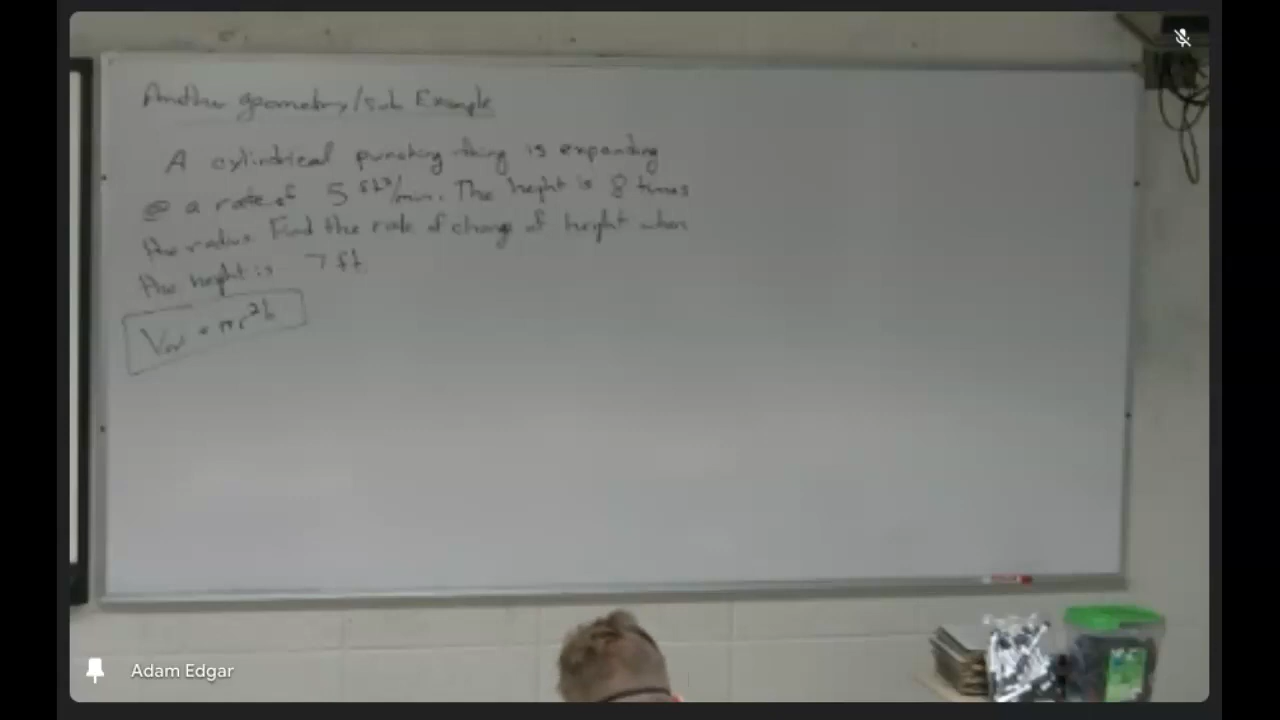 Another geometry/sub Example
A cylindrical punching thing is expanding
@ a rate of 5 ft³/min. The height is 8 times
the radius. Find the rate of change of height when
the height is 7 ft
V = πr²h
Adam Edgar